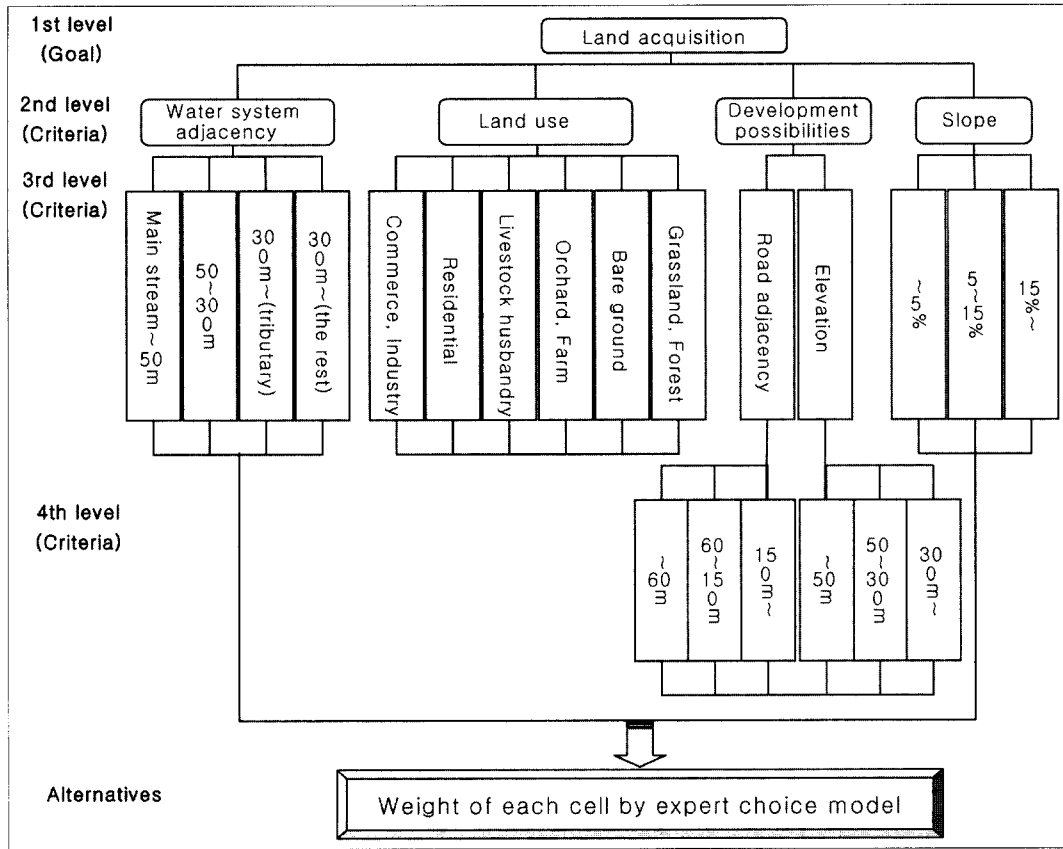 1st level
(Goal)
Land acquisition
2nd level
(Criteria)
Water system
adjacency
Land use
Development
possibilities
Slope
3rd level
(Criteria)
Main stream~
50m
50
~
300m
300m~(tributary)
300m~(the rest)
Commerce, Industry
Residential
Livestock husbandry
Orchard, Farm
Bare ground
Grassland, Forest
Road adjacency
Elevation
~5%
5~
15%
15%~
4th level
(Criteria)
~60m
60
~
150m
150m~
~50m
50
~
300m
300m~
Alternatives
Weight of each cell by expert choice model